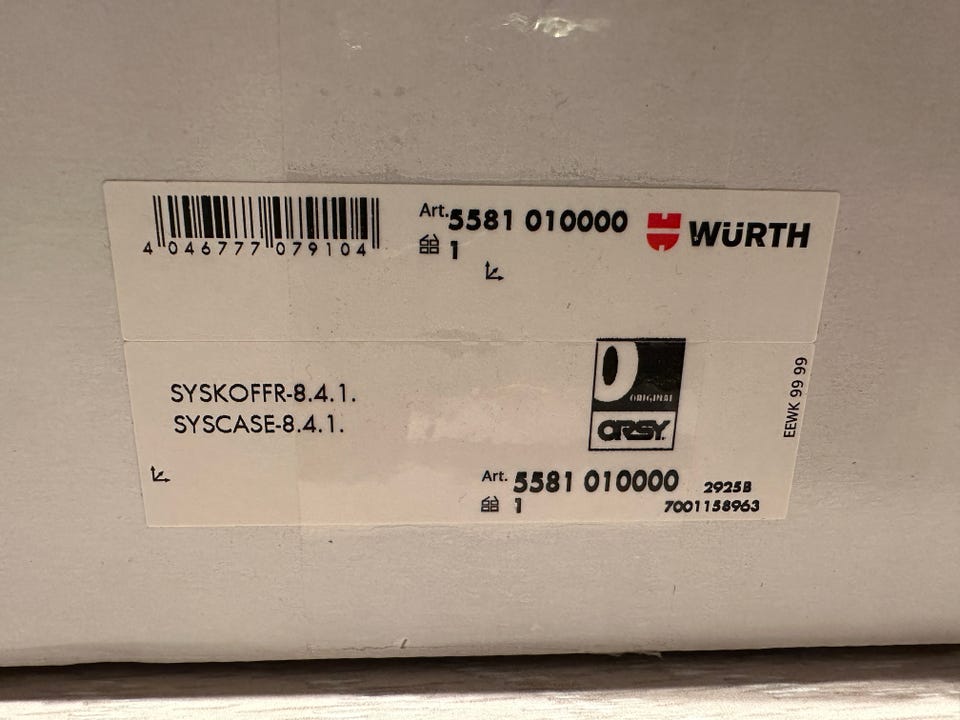 4 046777 079104
Art. 5581 010000
1
WÜRTH
SYSKOFFR-8.4.1.
SYSCASE-8.4.1.
ORIGINAL
ORSY
EEWK 99 99
Art. 5581 010000
1
2925B
7001158963